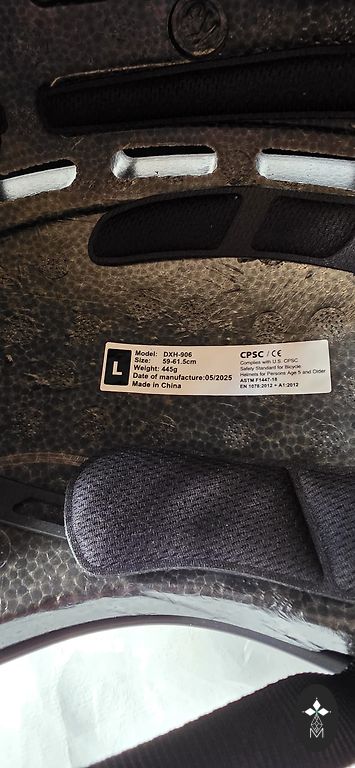 L
Model: DXH-906
Size: 59-61.5cm
Weight: 445g
Date of manufacture:05/2025
Made in China
CPSC / CE
Complies with U.S. CPSC
Safety Standard for Bicycle
Helmets for Persons Age 5 and Older
ASTM F1447-18
EN 1078:2012 + A1:2012
M